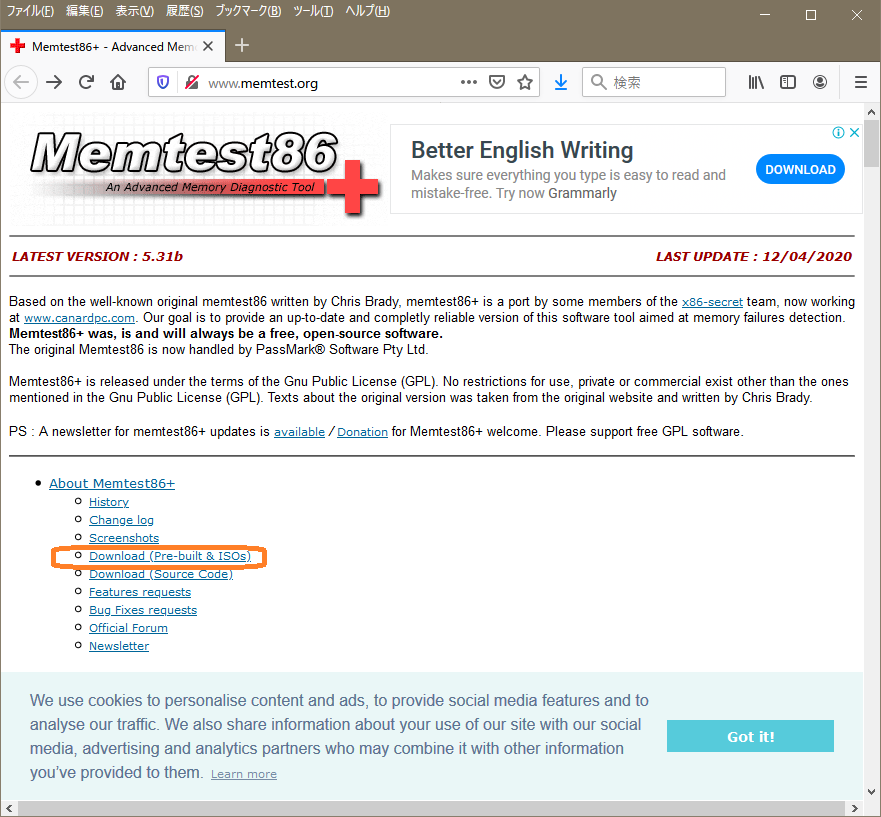 ファイル(F) 編集(E) 表示(V) 履歴(S) ブックマーク(B) ツール(T) ヘルプ(H)
Memtest86+ - Advanced Mem
www.memtest.org
検索
Memtest86
An Advanced Memory Diagnostic Tool
Better English Writing
Makes sure everything you type is easy to read and
mistake-free. Try now Grammarly
DOWNLOAD
LATEST VERSION : 5.31b
LAST UPDATE : 12/04/2020
Based on the well-known original memtest86 written by Chris Brady, memtest86+ is a port by some members of the x86-secret team, now working
at www.canardpc.com. Our goal is to provide an up-to-date and completly reliable version of this software tool aimed at memory failures detection.
Memtest86+ was, is and will always be a free, open-source software.
The original Memtest86 is now handled by PassMark® Software Pty Ltd.
Memtest86+ is released under the terms of the Gnu Public License (GPL). No restrictions for use, private or commercial exist other than the ones
mentioned in the Gnu Public License (GPL). Texts about the original version was taken from the original website and written by Chris Brady.
PS : A newsletter for memtest86+ updates is available / Donation for Memtest86+ welcome. Please support free GPL software.
About Memtest86+
History
Change log
Screenshots
Download (Pre-built & ISOs)
Download (Source Code)
Features requests
Bug Fixes requests
Official Forum
Newsletter
We use cookies to personalise content and ads, to provide social media features and to
analyse our traffic. We also share information about your use of our site with our social
media, advertising and analytics partners who may combine it with other information
you've provided to them. Learn more
Got it!